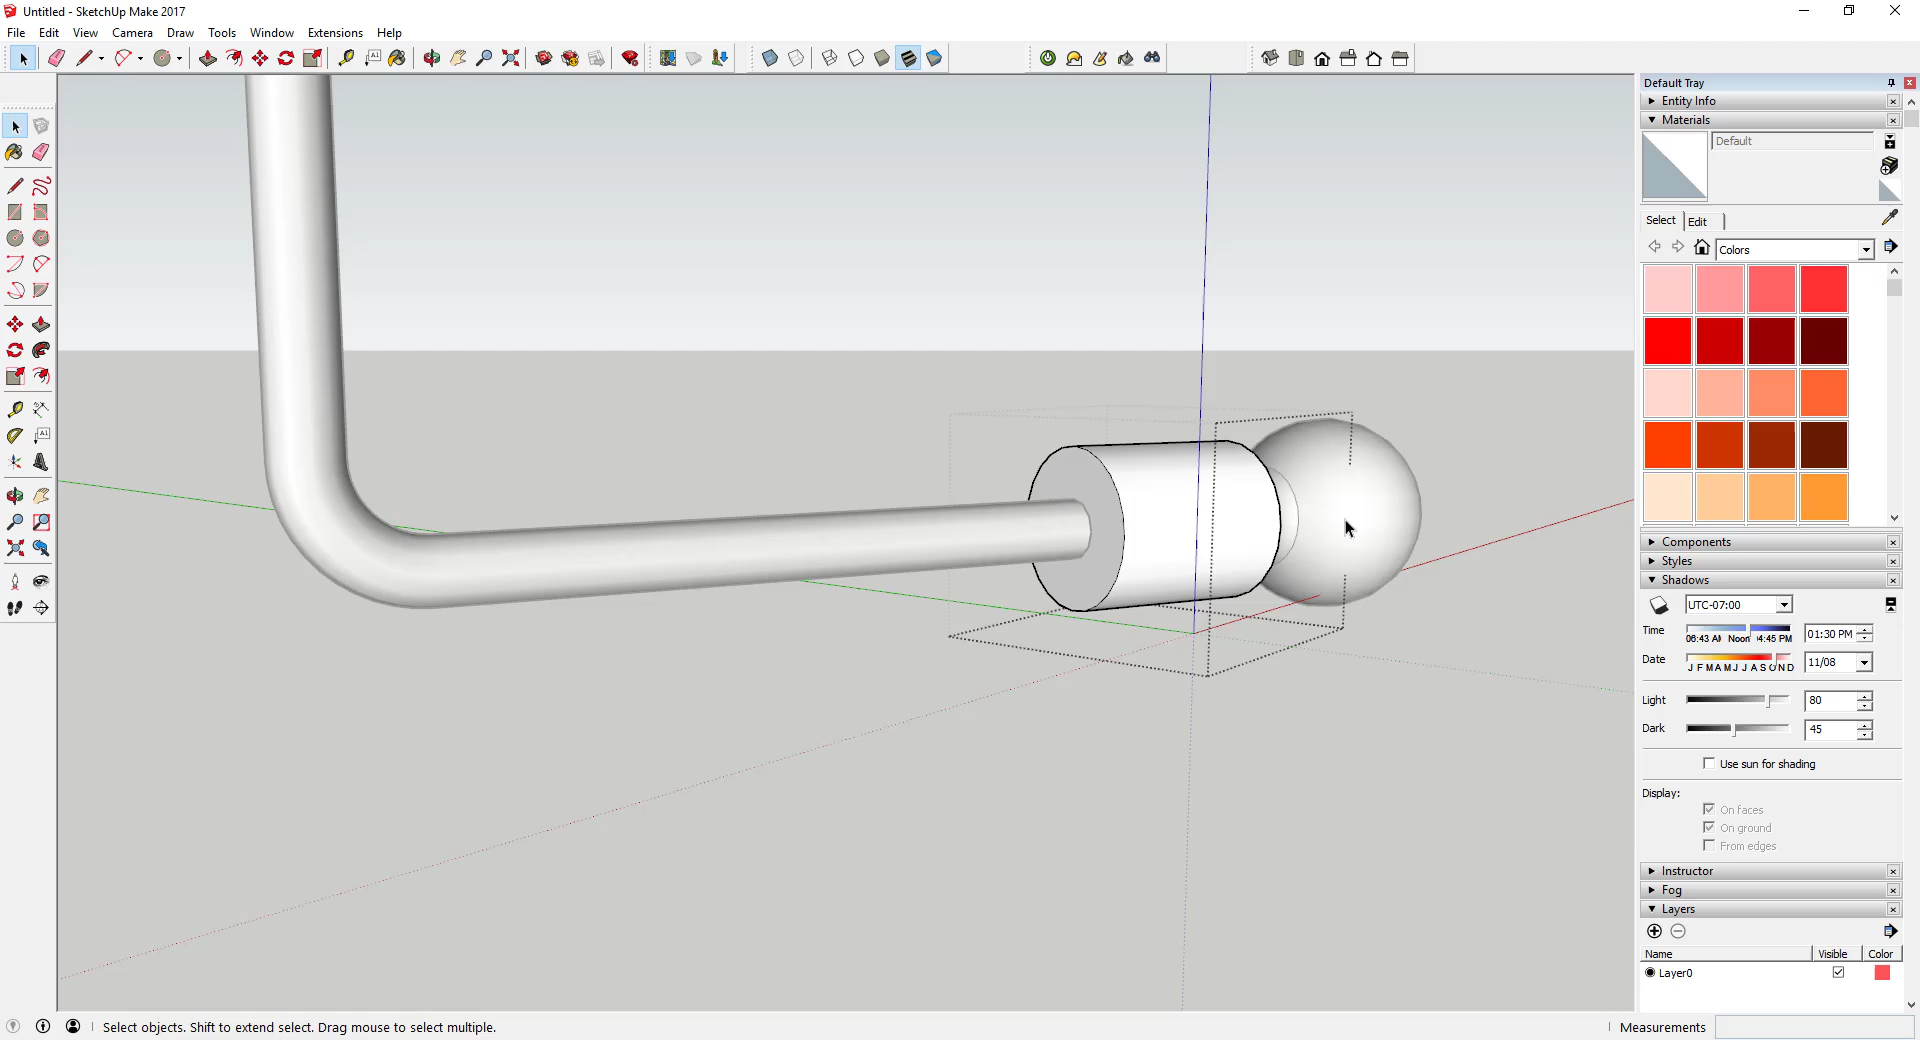 Untitled - SketchUp Make 2017
File Edit View Camera Draw Tools Window Extensions Help
Default Tray
Entity Info
Materials
Default
Select Edit
Colors
Components
Styles
Shadows
UTC-07:00
Time 06:43 AM Noon 04:45 PM 01:30 PM
Date J F M A M J J A S O N D 11/08
Light 80
Dark 45
Use sun for shading
Display:
On faces
On ground
From edges
Instructor
Fog
Layers
Name Visible Color
Layer0
Select objects. Shift to extend select. Drag mouse to select multiple.
Measurements